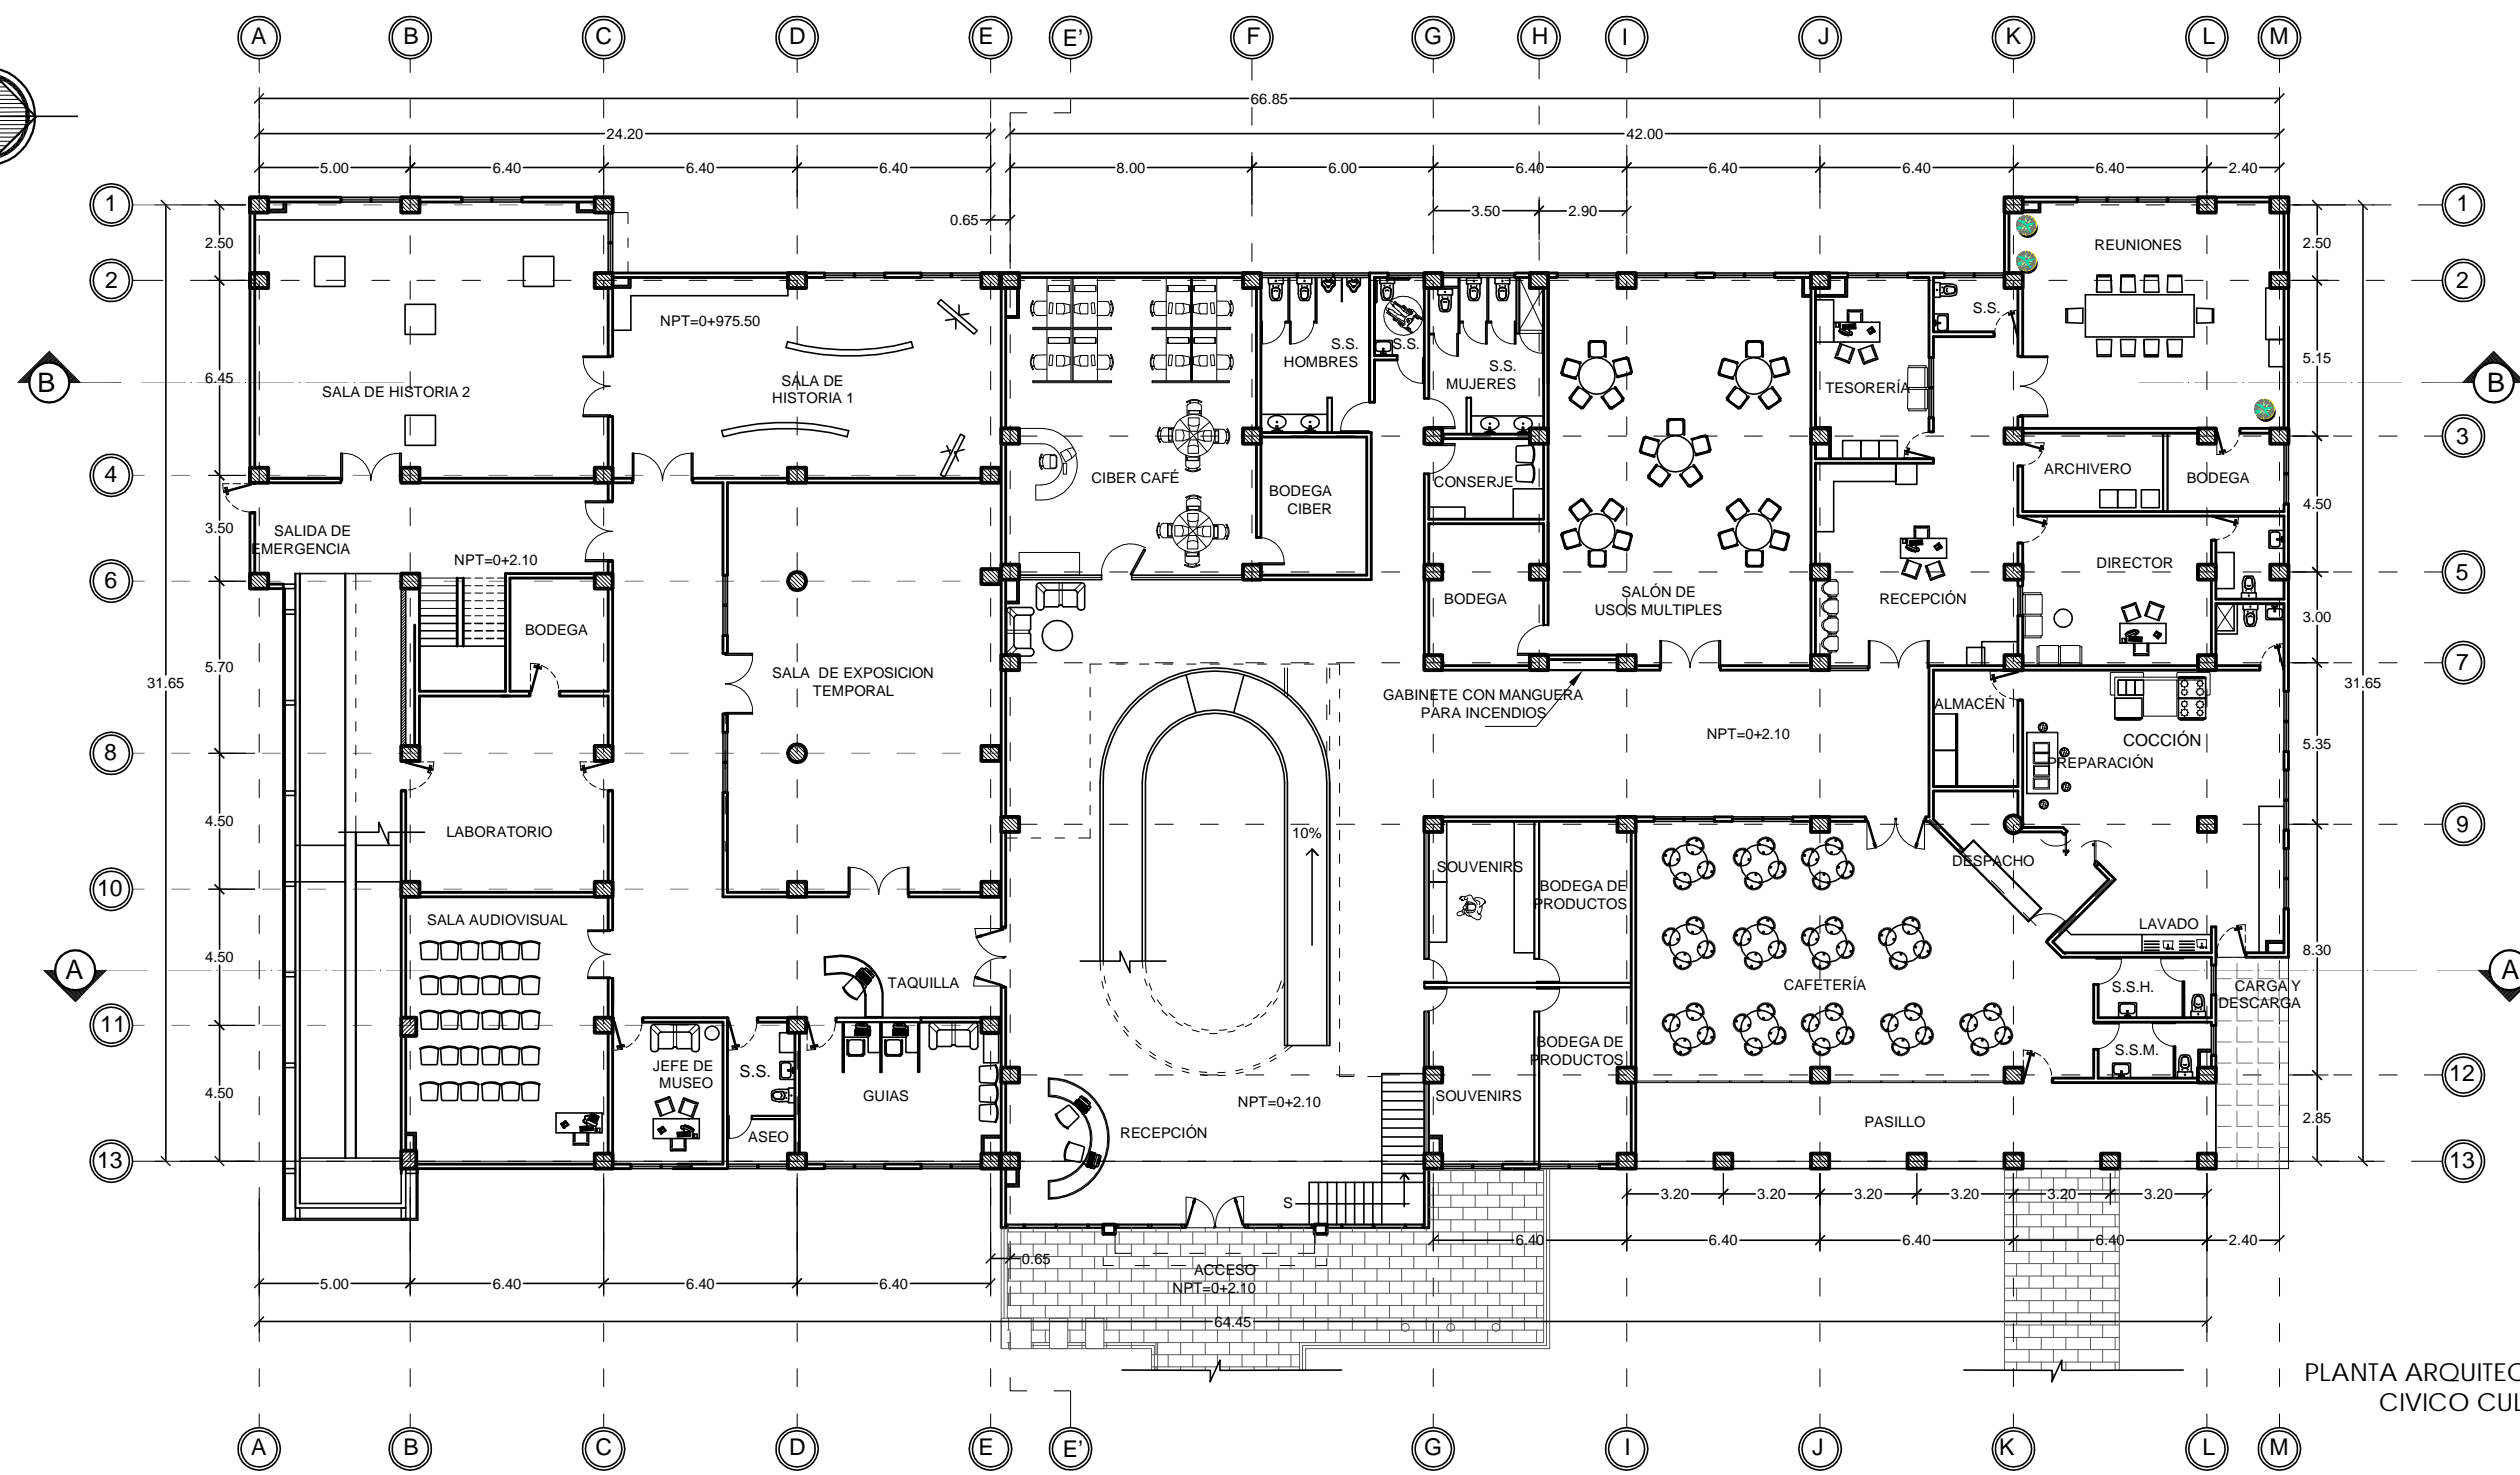 A B C D E E' F G H I J K L M
66.85
24.20 42.00
5.00 6.40 6.40 6.40 8.00 6.00 6.40 6.40 6.40 6.40 2.40
0.65 3.50 2.90
1 1
2.50 REUNIONES 2.50
2 2
NPT=0+975.50 S.S.
S.S.
HOMBRES
S.S.
S.S.
MUJERES
5.15
B 6.45 SALA DE HISTORIA 2
SALA DE
HISTORIA 1
TESORERÍA B
3
4 CIBER CAFÉ
BODEGA
CIBER
CONSERJE ARCHIVERO BODEGA 3
4.50
3.50 SALIDA DE
EMERGENCIA
NPT=0+2.10
DIRECTOR
6 5
BODEGA
SALÓN DE
USOS MULTIPLES
RECEPCIÓN
3.00
BODEGA
5.70
31.65
SALA DE EXPOSICION
TEMPORAL
7
31.65
GABINETE CON MANGUERA
PARA INCENDIOS
ALMACÉN
NPT=0+2.10
COCCIÓN
PREPARACIÓN
5.35
8
4.50 LABORATORIO
10%
9
DESPACHO
SOUVENIRS
BODEGA DE
PRODUCTOS
10
SALA AUDIOVISUAL
LAVADO
4.50
8.30
A TAQUILLA CAFETERÍA A
S.S.H.
CARGA Y
DESCARGA
11
BODEGA DE
PRODUCTOS
S.S.M.
JEFE DE
MUSEO
S.S.
GUIAS
12
4.50
SOUVENIRS
NPT=0+2.10
PASILLO
2.85
RECEPCIÓN
ASEO
13 13
3.20 3.20 3.20 3.20 3.20 3.20
S
6.40 6.40 6.40 6.40 2.40
0.65
ACCESO
NPT=0+2.10
5.00 6.40 6.40 6.40
64.45
PLANTA ARQUITEC
CIVICO CUL
A B C D E E' G I J K L M